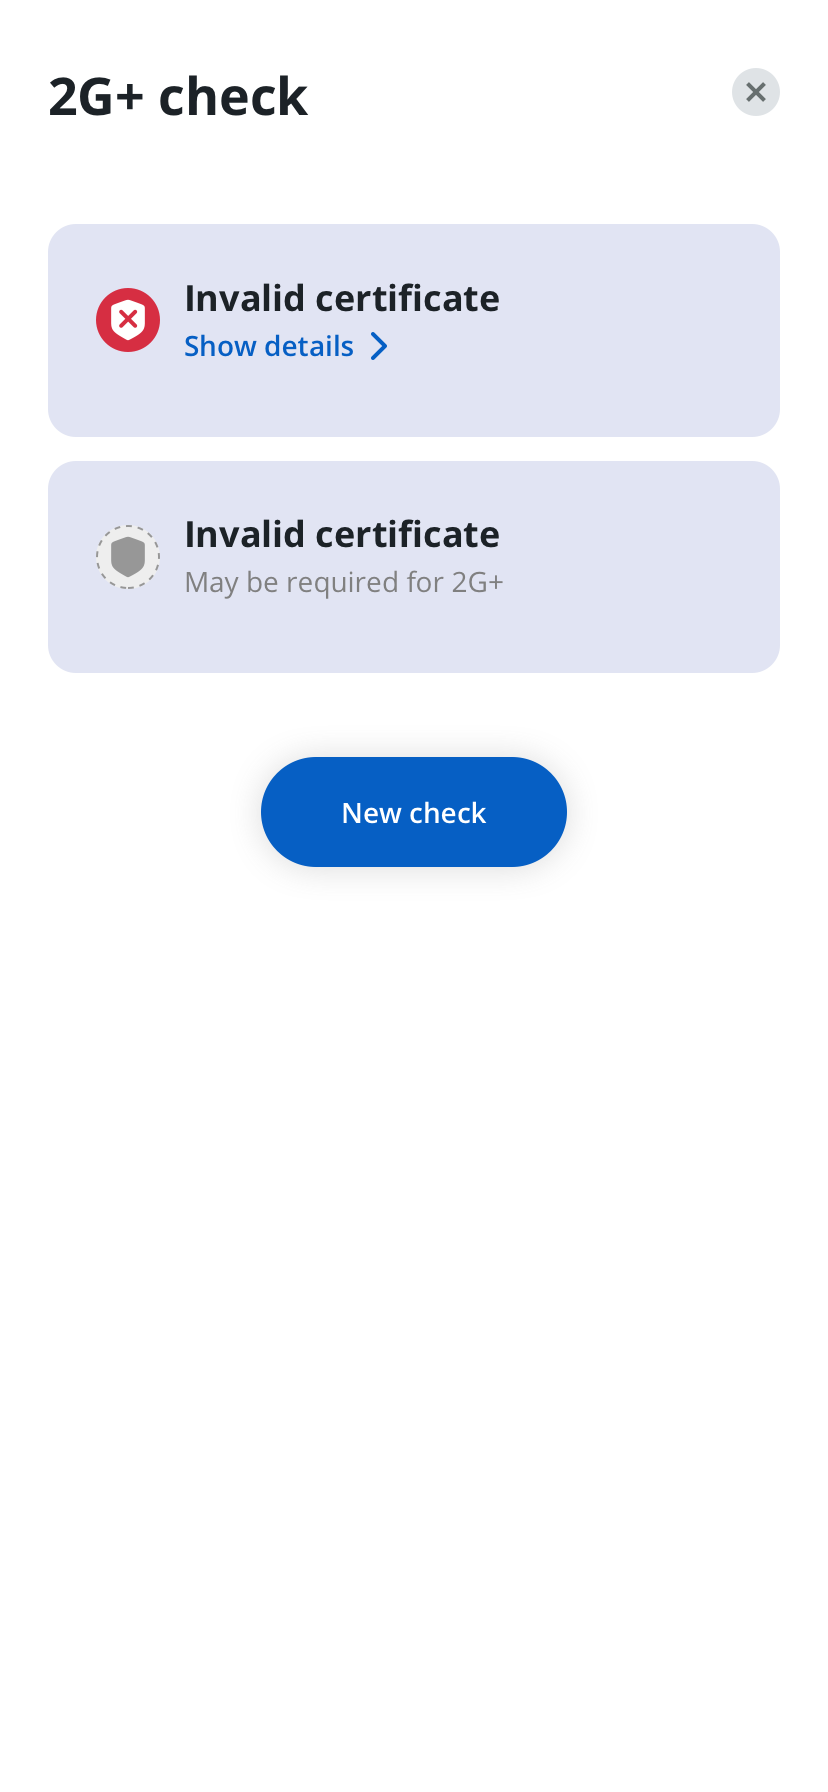 2G+ check
Invalid certificate
Show details
Invalid certificate
May be required for 2G+
New check